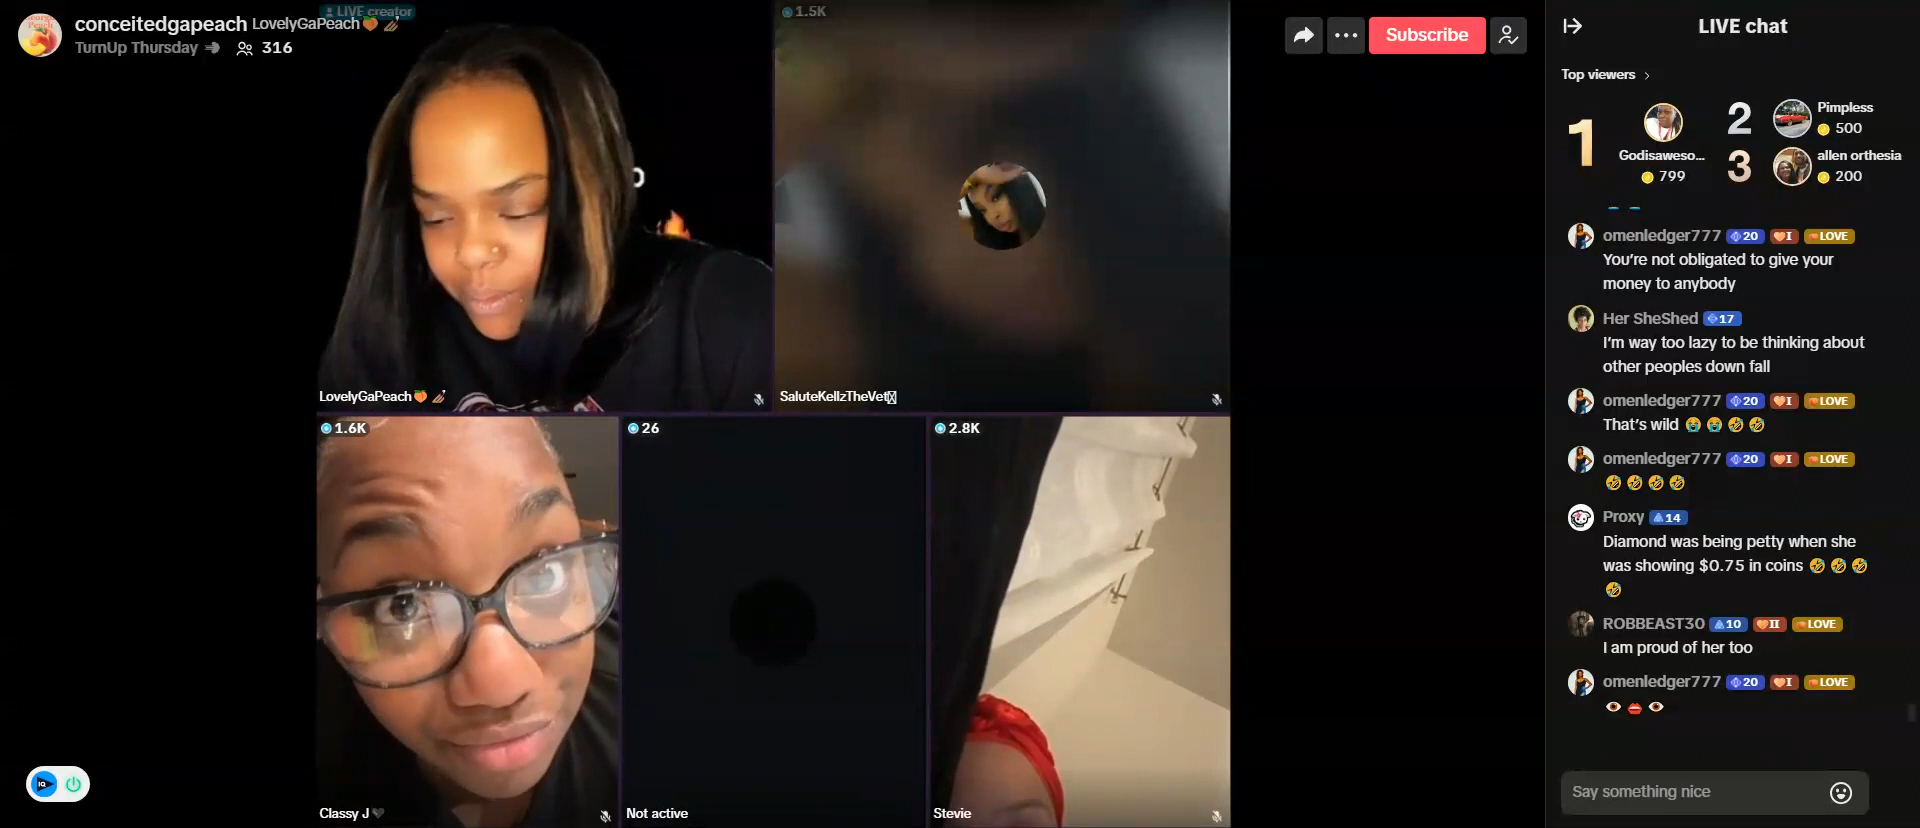 conceitedgapeach LovelyGaPeach🍑💅🏾
TurnUp Thursday
316
LIVE creator
1.5K
Subscribe
LovelyGaPeach🍑💅🏾
SaluteKellzTheVet
1.6K
26
2.8K
Classy J🖤
Not active
Stevie
LIVE chat
Top viewers
1
Godisaweso...
799
2
Pimpless
500
3
allen orthesia
200
omenledger777 20 I LOVE
You're not obligated to give your
money to anybody
Her SheShed 17
I'm way too lazy to be thinking about
other peoples down fall
omenledger777 20 I LOVE
That's wild 😭😭🤣🤣
omenledger777 20 I LOVE
🤣🤣🤣🤣
Proxy 14
Diamond was being petty when she
was showing $0.75 in coins 🤣🤣🤣
🤣
ROBBEAST30 10 II LOVE
I am proud of her too
omenledger777 20 I LOVE
👁️👄👁️
Say something nice